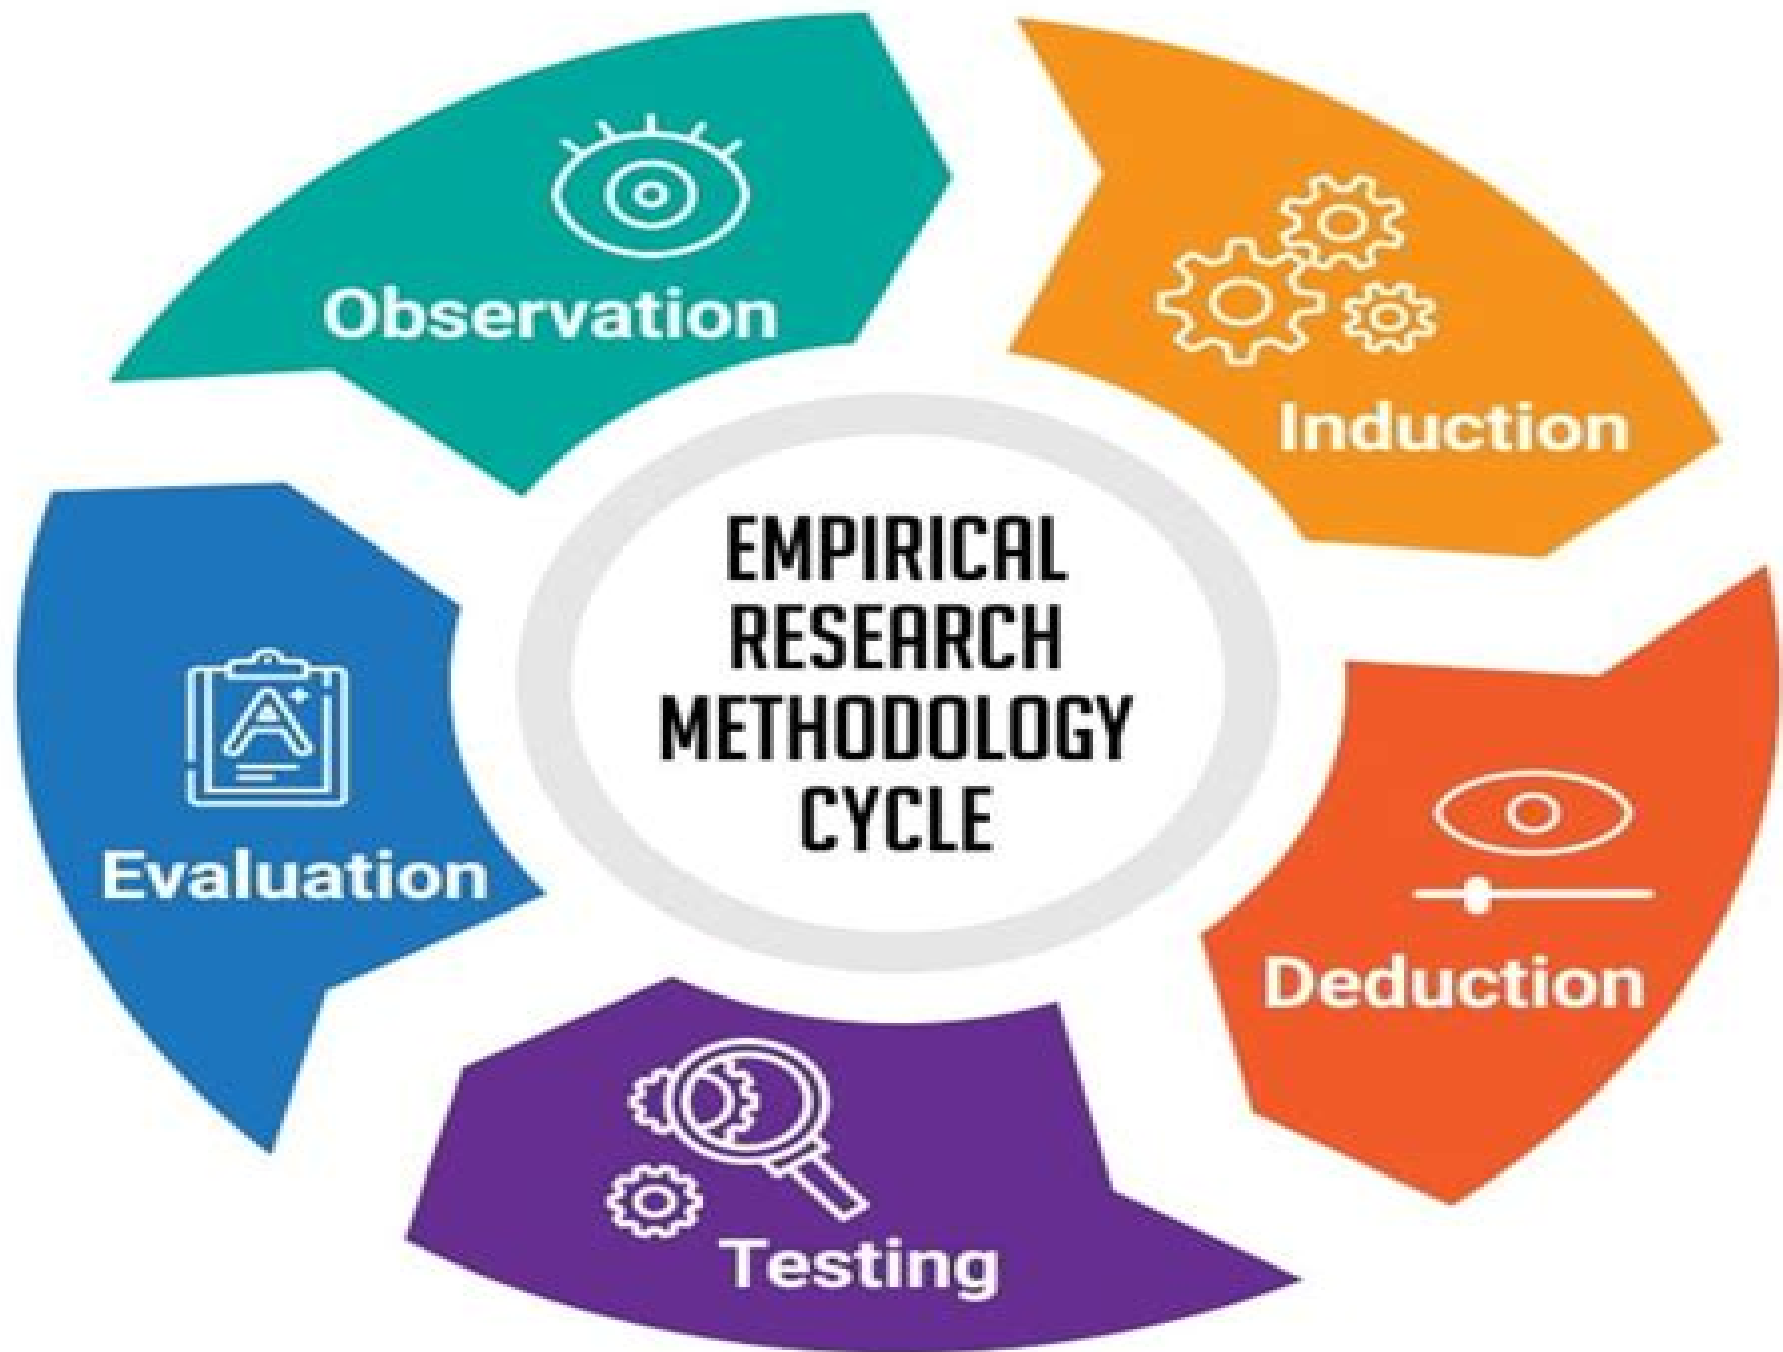 Observation
Induction
EMPIRICAL
RESEARCH
METHODOLOGY
CYCLE
Deduction
Testing
Evaluation
A+